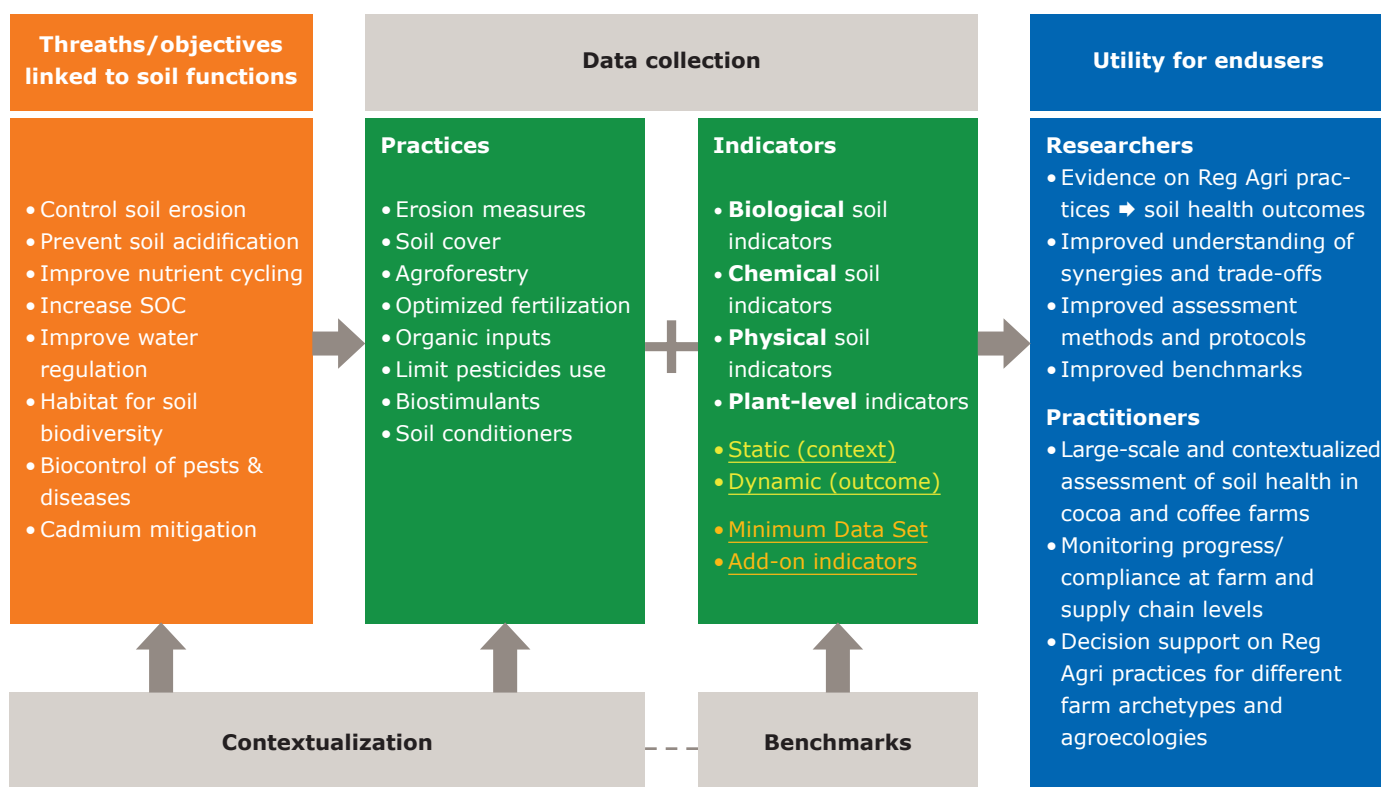 Threaths/objectives
linked to soil functions
• Control soil erosion
• Prevent soil acidification
• Improve nutrient cycling
• Increase SOC
• Improve water
regulation
• Habitat for soil
biodiversity
• Biocontrol of pests &
diseases
• Cadmium mitigation
Data collection
Practices
• Erosion measures
• Soil cover
• Agroforestry
• Optimized fertilization
• Organic inputs
• Limit pesticides use
• Biostimulants
• Soil conditioners
Indicators
• Biological soil
indicators
• Chemical soil
indicators
• Physical soil
indicators
• Plant-level indicators
• Static (context)
• Dynamic (outcome)
• Minimum Data Set
• Add-on indicators
Utility for endusers
Researchers
• Evidence on Reg Agri prac-
tices ➡ soil health outcomes
• Improved understanding of
synergies and trade-offs
• Improved assessment
methods and protocols
• Improved benchmarks
Practitioners
• Large-scale and contextualized
assessment of soil health in
cocoa and coffee farms
• Monitoring progress/
compliance at farm and
supply chain levels
• Decision support on Reg
Agri practices for different
farm archetypes and
agroecologies
Contextualization
Benchmarks